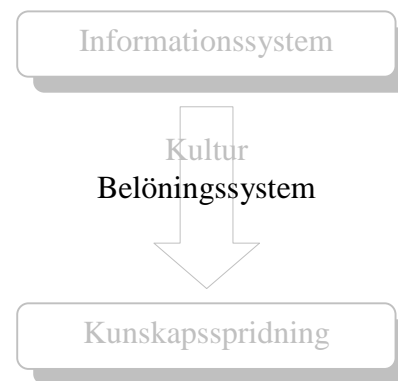 Informationssystem
Kultur
Belöningssystem
Kunskapsspridning